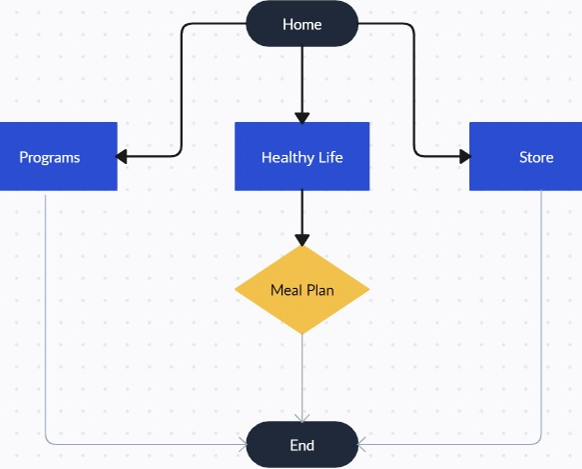 Home
Programs
Healthy Life
Store
Meal Plan
End